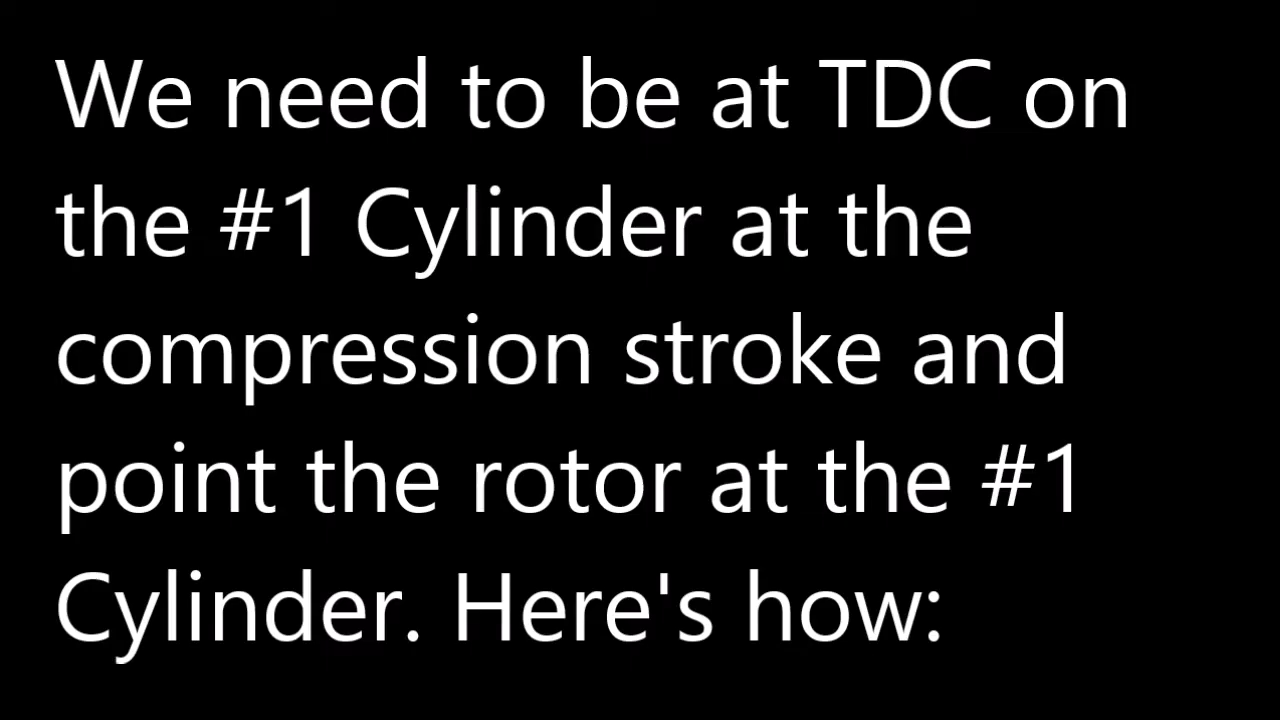 We need to be at TDC on
the #1 Cylinder at the
compression stroke and
point the rotor at the #1
Cylinder. Here's how: